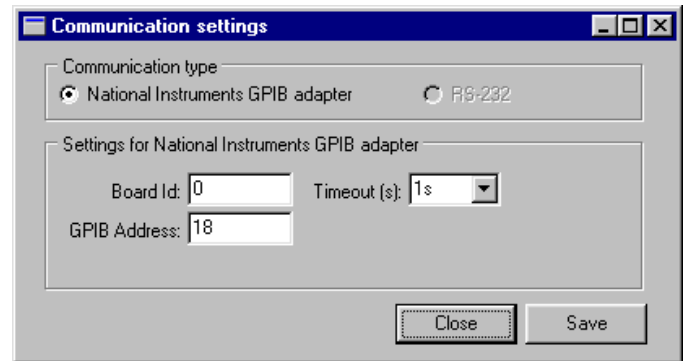 Communication settings
Communication type
National Instruments GPIB adapter RS-232
Settings for National Instruments GPIB adapter
Board Id: 0 Timeout (s): 1s
GPIB Address: 18
Close Save